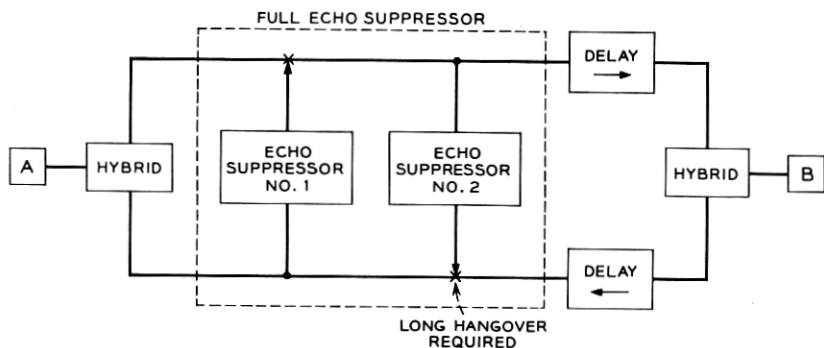 FULL ECHO SUPPRESSOR
DELAY
A
HYBRID
ECHO
SUPPRESSOR
NO. 1
ECHO
SUPPRESSOR
NO. 2
HYBRID
B
DELAY
LONG HANGOVER
REQUIRED